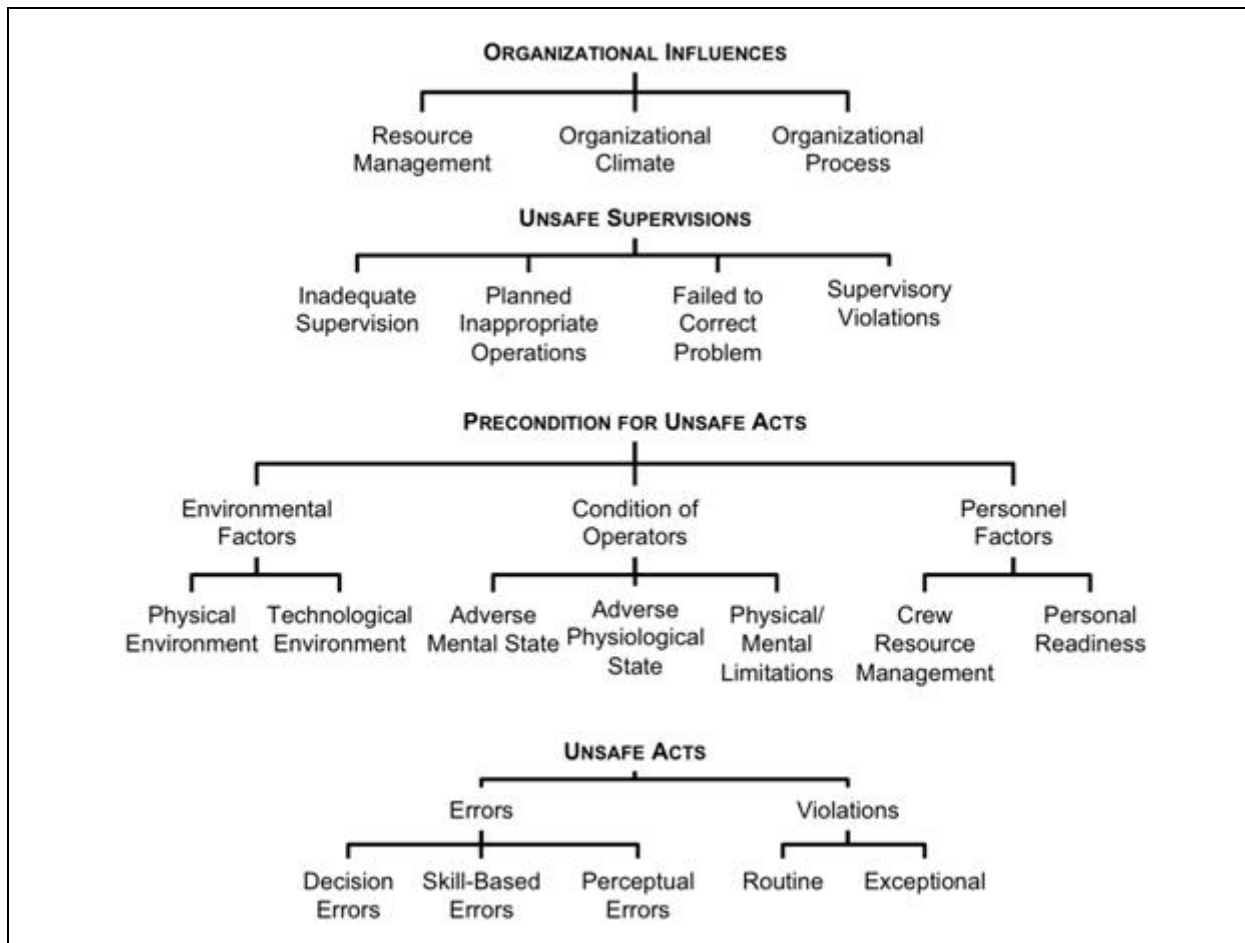 ORGANIZATIONAL INFLUENCES
Resource Management
Organizational Climate
Organizational Process
UNSAFE SUPERVISIONS
Inadequate Supervision
Planned Inappropriate Operations
Failed to Correct Problem
Supervisory Violations
PRECONDITION FOR UNSAFE ACTS
Environmental Factors
Condition of Operators
Personnel Factors
Physical Environment
Technological Environment
Adverse Mental State
Adverse Physiological State
Physical/ Mental Limitations
Crew Resource Management
Personal Readiness
UNSAFE ACTS
Errors
Violations
Decision Errors
Skill-Based Errors
Perceptual Errors
Routine
Exceptional